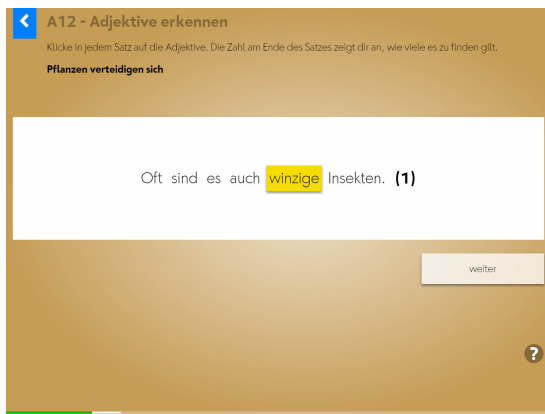 A12 - Adjektive erkennen
Klicke in jedem Satz auf die Adjektive. Die Zahl am Ende des Satzes zeigt dir an, wie viele es zu finden gilt.
Pflanzen verteidigen sich
Oft sind es auch winzige Insekten. (1)
weiter
?